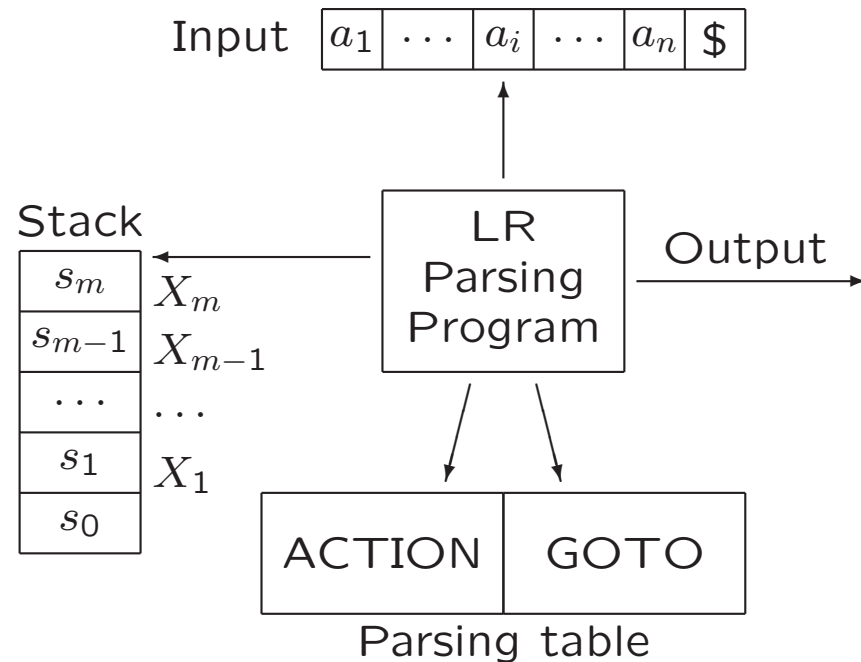 Input a₁ ··· aᵢ ··· aₙ $
LR
Parsing
Program
Output
Stack
sₘ Xₘ
sₘ₋₁ Xₘ₋₁
··· ···
s₁ X₁
s₀
ACTION GOTO
Parsing table